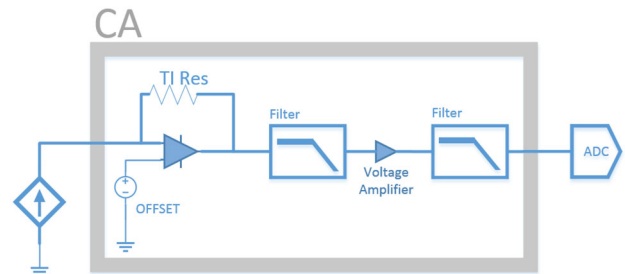 CA
TI Res
Filter
Filter
Voltage
Amplifier
ADC
OFFSET